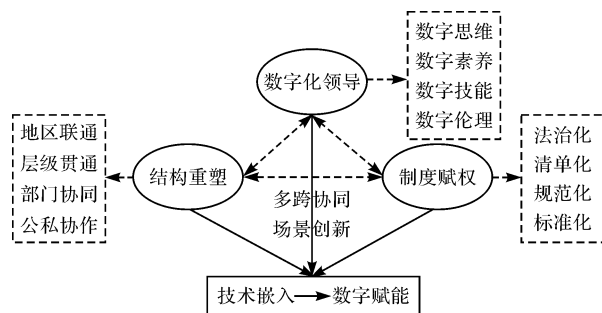 数字化领导
数字思维
数字素养
数字技能
数字伦理
地区联通
层级贯通
部门协同
公私协作
结构重塑
制度赋权
法治化
清单化
规范化
标准化
多跨协同
场景创新
技术嵌入
数字赋能